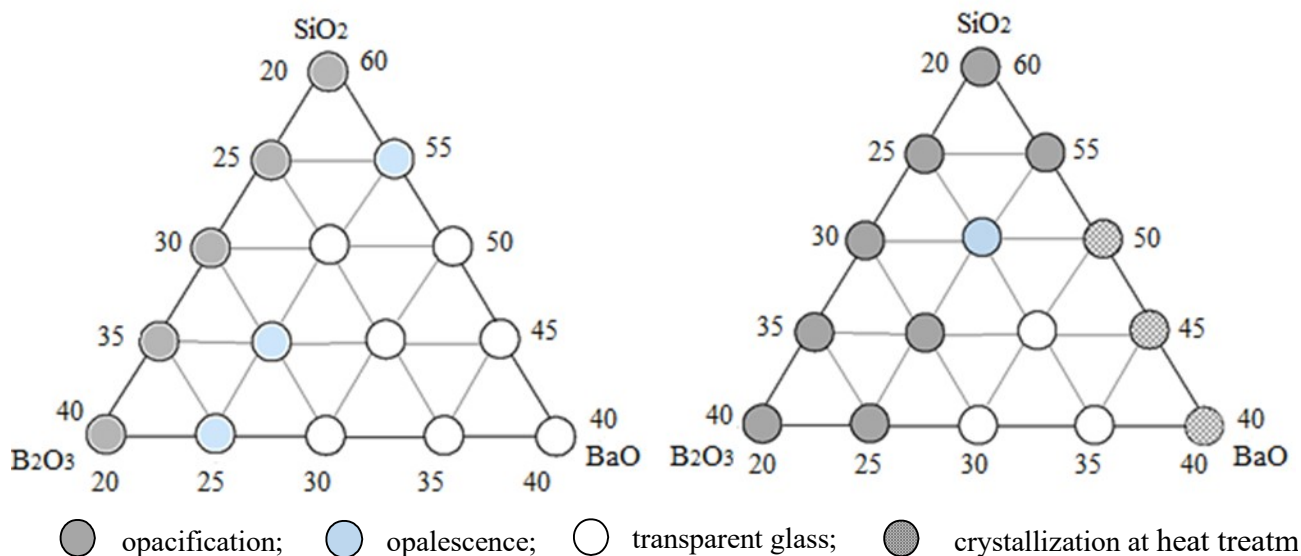 SiO2 SiO2
20 60 20 60
25 55 25 55
30 50 30 50
35 45 35 45
40 40 40 40
B2O3 BaO B2O3 BaO
20 25 30 35 40 20 25 30 35 40
opacification; opalescence; transparent glass; crystallization at heat treatm